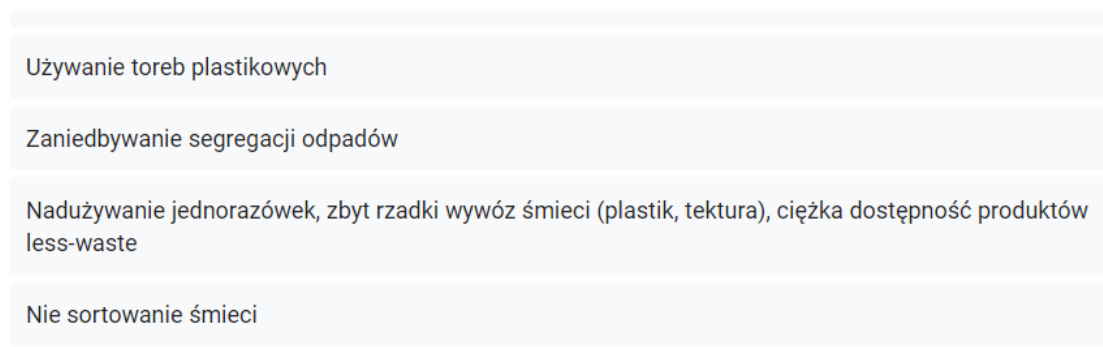 Używanie toreb plastikowych
Zaniedbywanie segregacji odpadów
Nadużywanie jednorazówek, zbyt rzadki wywóz śmieci (plastik, tektura), ciężka dostępność produktów
less-waste
Nie sortowanie śmieci